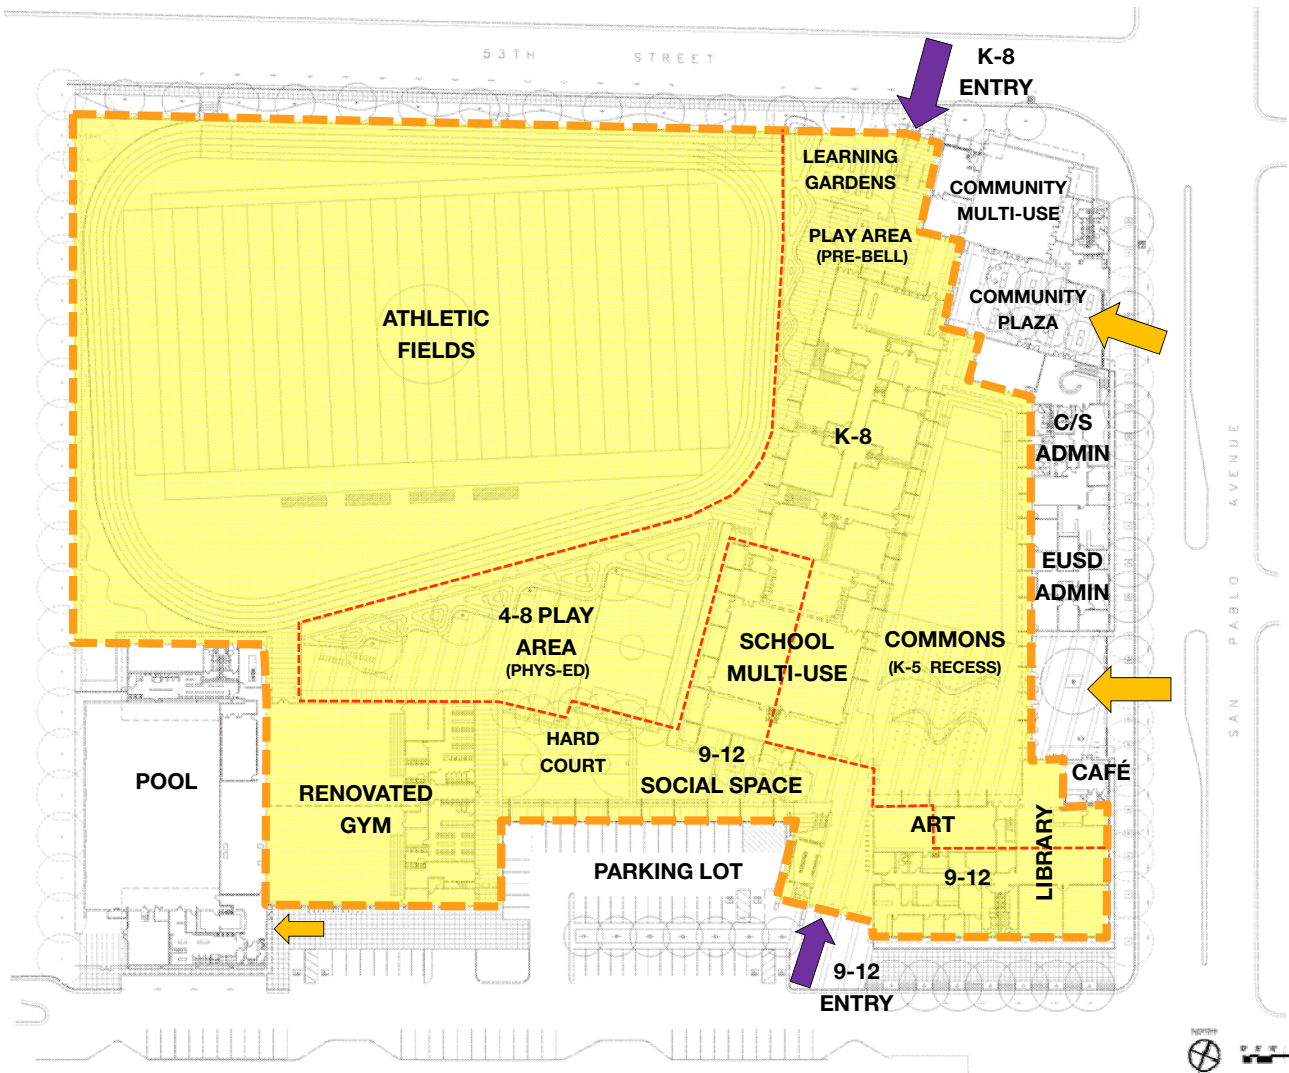 53TH STREET
K-8
ENTRY
LEARNING
GARDENS
COMMUNITY
MULTI-USE
PLAY AREA
(PRE-BELL)
COMMUNITY
PLAZA
ATHLETIC
FIELDS
K-8
C/S
ADMIN
SAN PABLO AVENUE
EUSD
ADMIN
4-8 PLAY
AREA
(PHYS-ED)
SCHOOL
MULTI-USE
COMMONS
(K-5 RECESS)
HARD
COURT
9-12
SOCIAL SPACE
CAFÉ
POOL
RENOVATED
GYM
ART
LIBRARY
PARKING LOT
9-12
9-12
ENTRY
NORTH